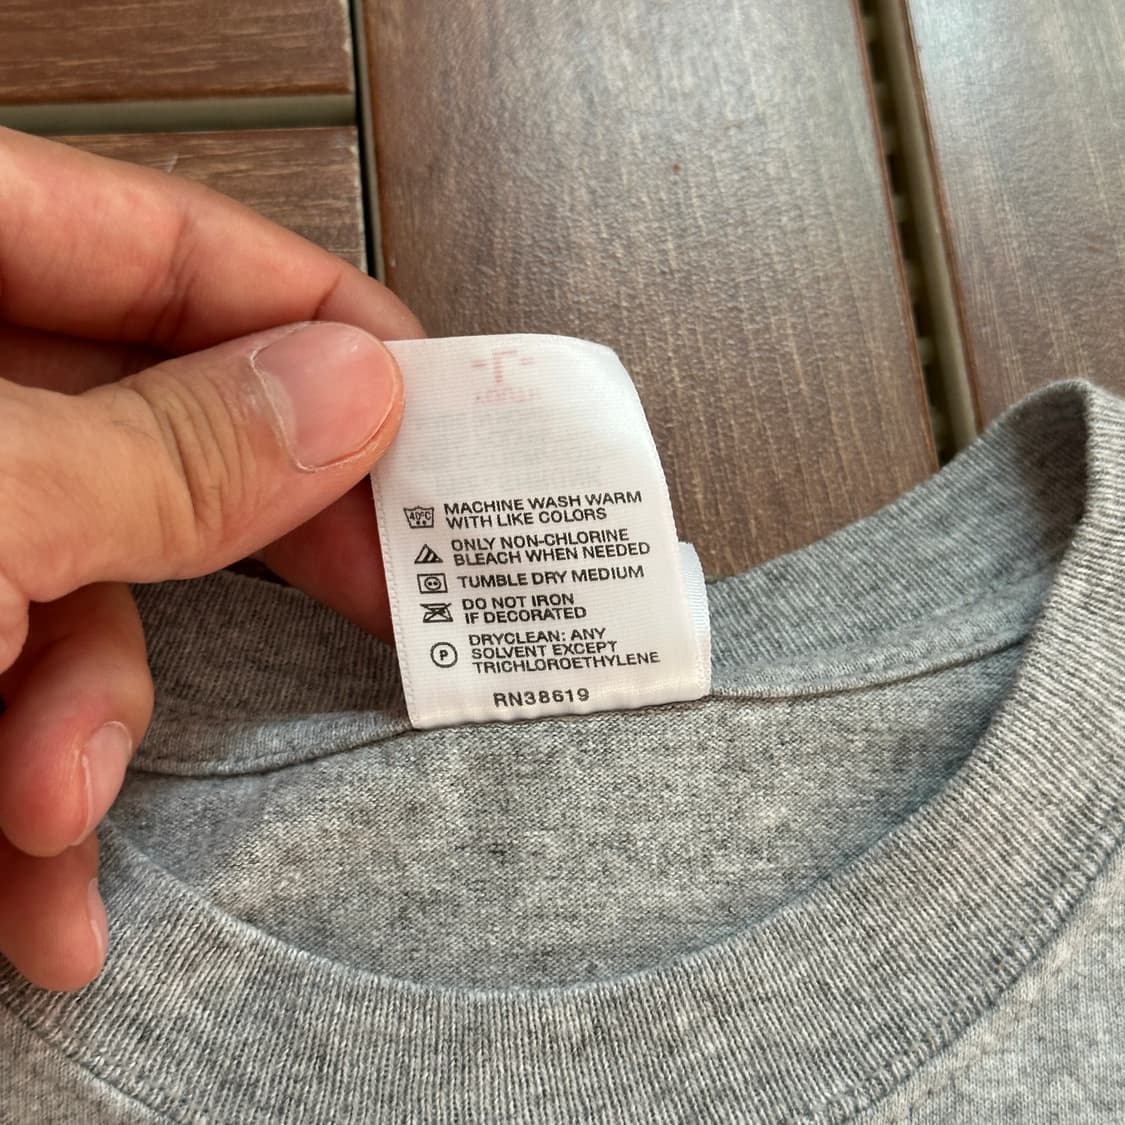 40°C
MACHINE WASH WARM
WITH LIKE COLORS
ONLY NON-CHLORINE
BLEACH WHEN NEEDED
TUMBLE DRY MEDIUM
DO NOT IRON
IF DECORATED
P
DRYCLEAN: ANY
SOLVENT EXCEPT
TRICHLOROETHYLENE
RN38619